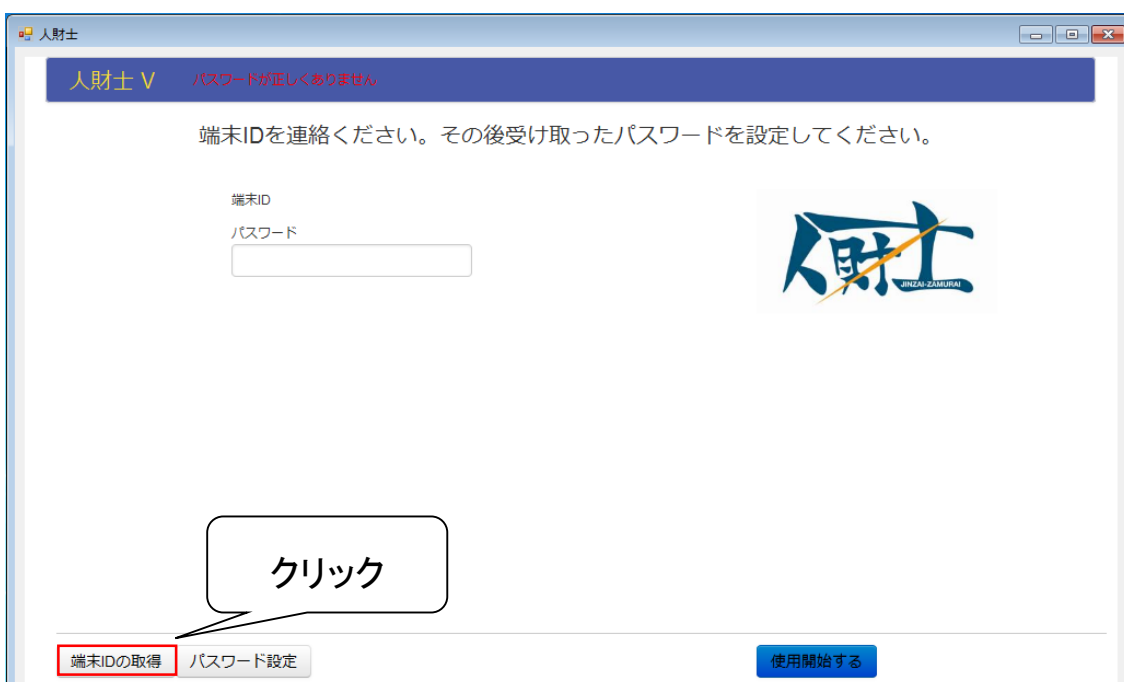 人財士
人財士 V パスワードが正しくありません
端末IDを連絡ください。その後受け取ったパスワードを設定してください。
端末ID
パスワード
人財士
JINZAI-ZAMURAI
クリック
端末IDの取得 パスワード設定 使用開始する